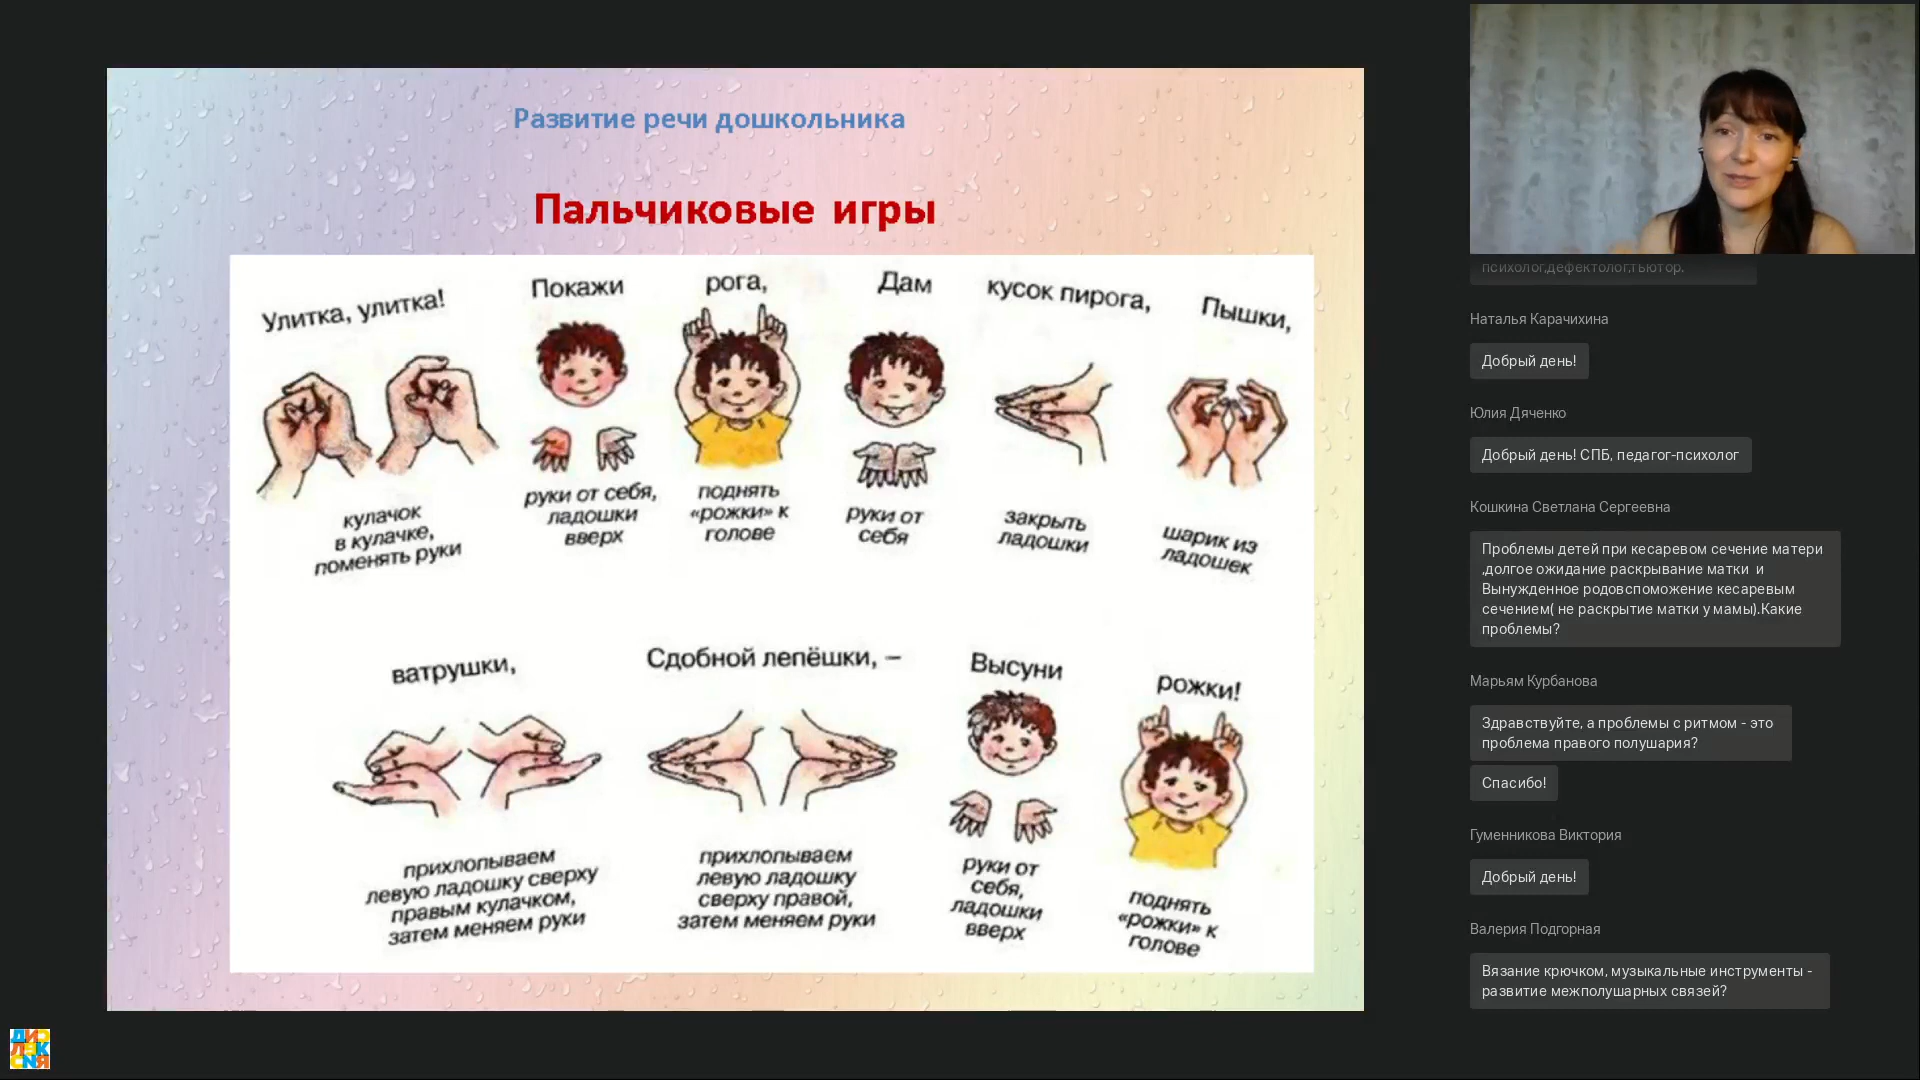 Развитие речи дошкольника
Пальчиковые игры
Улитка, улитка!
Покажи
рога,
Дам
кусок пирога,
Пышки,
кулачок
в кулачке,
поменять руки
руки от себя,
ладошки
вверх
поднять
«рожки» к
голове
руки от
себя
закрыть
ладошки
шарик из
ладошек
ватрушки,
Сдобной лепёшки, –
Высуни
рожки!
прихлопываем
левую ладошку сверху
правым кулачком,
затем меняем руки
прихлопываем
левую ладошку
сверху правой,
затем меняем руки
руки от
себя,
ладошки
вверх
поднять
«рожки» к
голове
психолог,дефектолог,тьютор.
Наталья Карачихина
Добрый день!
Юлия Дяченко
Добрый день! СПБ, педагог-психолог
Кошкина Светлана Сергеевна
Проблемы детей при кесаревом сечение матери
,долгое ожидание раскрывание матки и
Вынужденное родовспоможение кесаревым
сечением( не раскрытие матки у мамы).Какие
проблемы?
Марьям Курбанова
Здравствуйте, а проблемы с ритмом - это
проблема правого полушария?
Спасибо!
Гуменникова Виктория
Добрый день!
Валерия Подгорная
Вязание крючком, музыкальные инструменты -
развитие межполушарных связей?